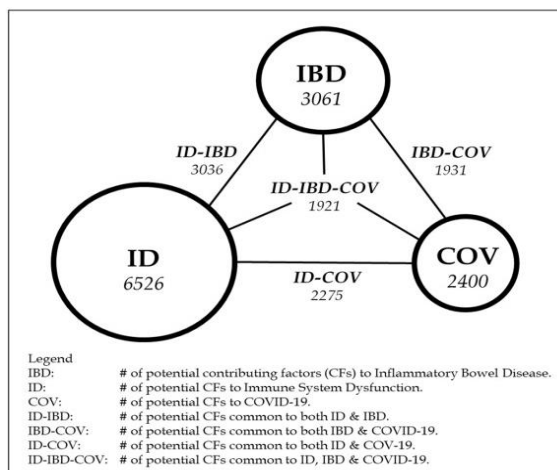 IBD
3061
ID-IBD
3036
IBD-COV
1931
ID-IBD-COV
1921
ID
6526
COV
2400
ID-COV
2275
Legend
IBD: # of potential contributing factors (CFs) to Inflammatory Bowel Disease.
ID: # of potential CFs to Immune System Dysfunction.
COV: # of potential CFs to COVID-19.
ID-IBD: # of potential CFs common to both ID & IBD.
IBD-COV: # of potential CFs common to both IBD & COVID-19.
ID-COV: # of potential CFs common to both ID & COV-19.
ID-IBD-COV: # of potential CFs common to ID, IBD & COVID-19.